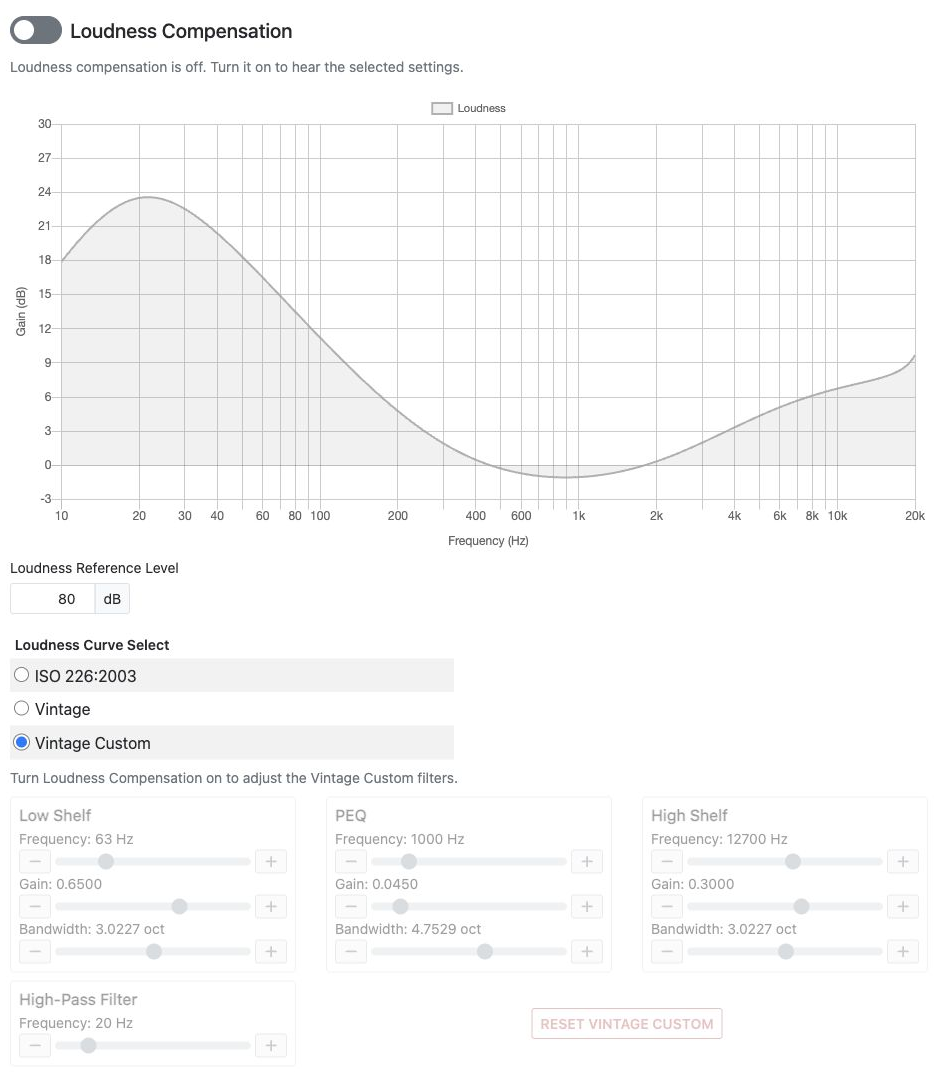 Loudness Compensation
Loudness compensation is off. Turn it on to hear the selected settings.
Loudness
30
27
24
21
18
15
12
9
6
3
0
-3
Gain (dB)
10 20 30 40 60 80 100 200 400 600 1k 2k 4k 6k 8k 10k 20k
Frequency (Hz)
Loudness Reference Level
80 dB
Loudness Curve Select
ISO 226:2003
Vintage
Vintage Custom
Turn Loudness Compensation on to adjust the Vintage Custom filters.
Low Shelf
Frequency: 63 Hz
− +
Gain: 0.6500
− +
Bandwidth: 3.0227 oct
− +
PEQ
Frequency: 1000 Hz
− +
Gain: 0.0450
− +
Bandwidth: 4.7529 oct
− +
High Shelf
Frequency: 12700 Hz
− +
Gain: 0.3000
− +
Bandwidth: 3.0227 oct
− +
High-Pass Filter
Frequency: 20 Hz
− +
RESET VINTAGE CUSTOM